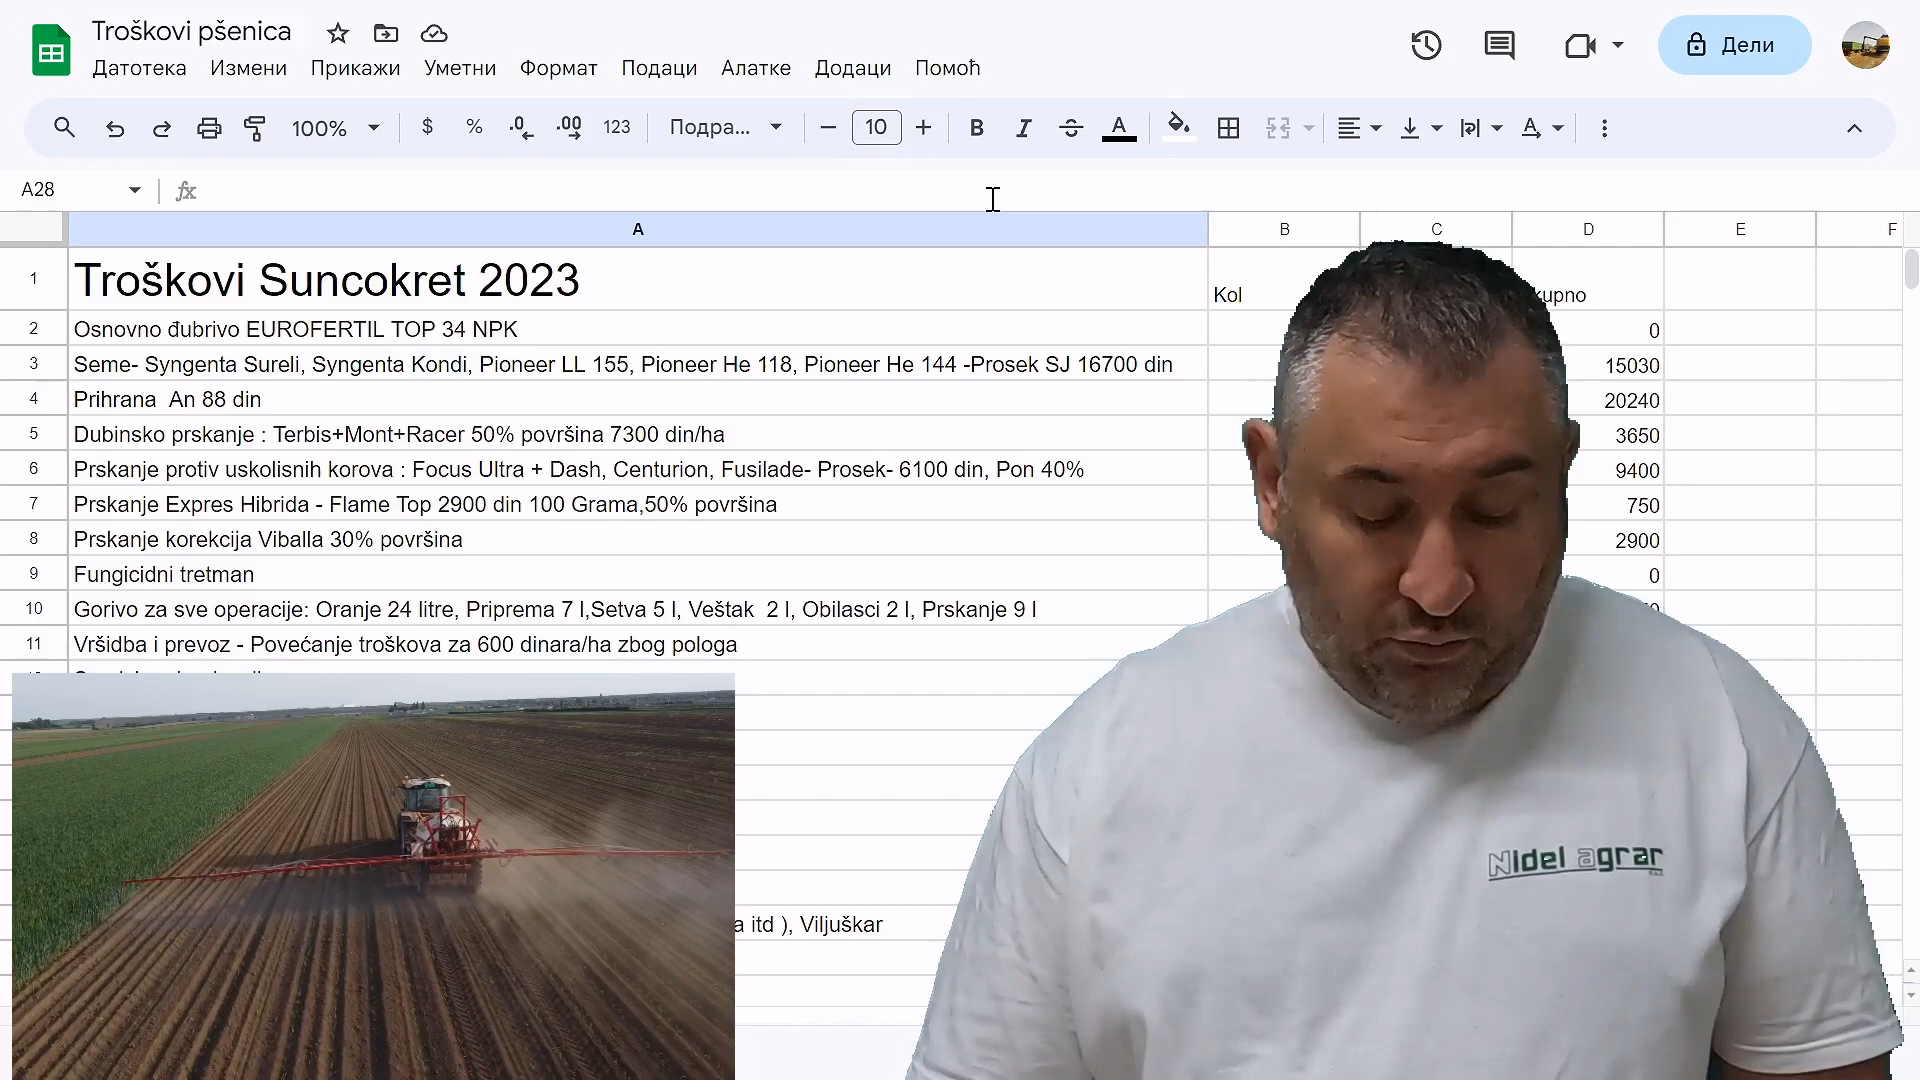 Troškovi pšenica
Датотека Измени Прикажи Уметни Формат Подаци Алатке Додаци Помоћ
Дели
100% $ % .0 .00 123 Подра... 10 B I A
A28 fx
A B C D E F
1 Troškovi Suncokret 2023 Kol kupno
2 Osnovno đubrivo EUROFERTIL TOP 34 NPK 0
3 Seme- Syngenta Sureli, Syngenta Kondi, Pioneer LL 155, Pioneer He 118, Pioneer He 144 -Prosek SJ 16700 din 15030
4 Prihrana An 88 din 20240
5 Dubinsko prskanje : Terbis+Mont+Racer 50% površina 7300 din/ha 3650
6 Prskanje protiv uskolisnih korova : Focus Ultra + Dash, Centurion, Fusilade- Prosek- 6100 din, Pon 40% 9400
7 Prskanje Expres Hibrida - Flame Top 2900 din 100 Grama,50% površina 750
8 Prskanje korekcija Viballa 30% površina 2900
9 Fungicidni tretman 0
10 Gorivo za sve operacije: Oranje 24 litre, Priprema 7 l,Setva 5 l, Veštak 2 l, Obilasci 2 l, Prskanje 9 l
11 Vršidba i prevoz - Povećanje troškova za 600 dinara/ha zbog pologa
a itd ), Viljuškar
Nidel agrar